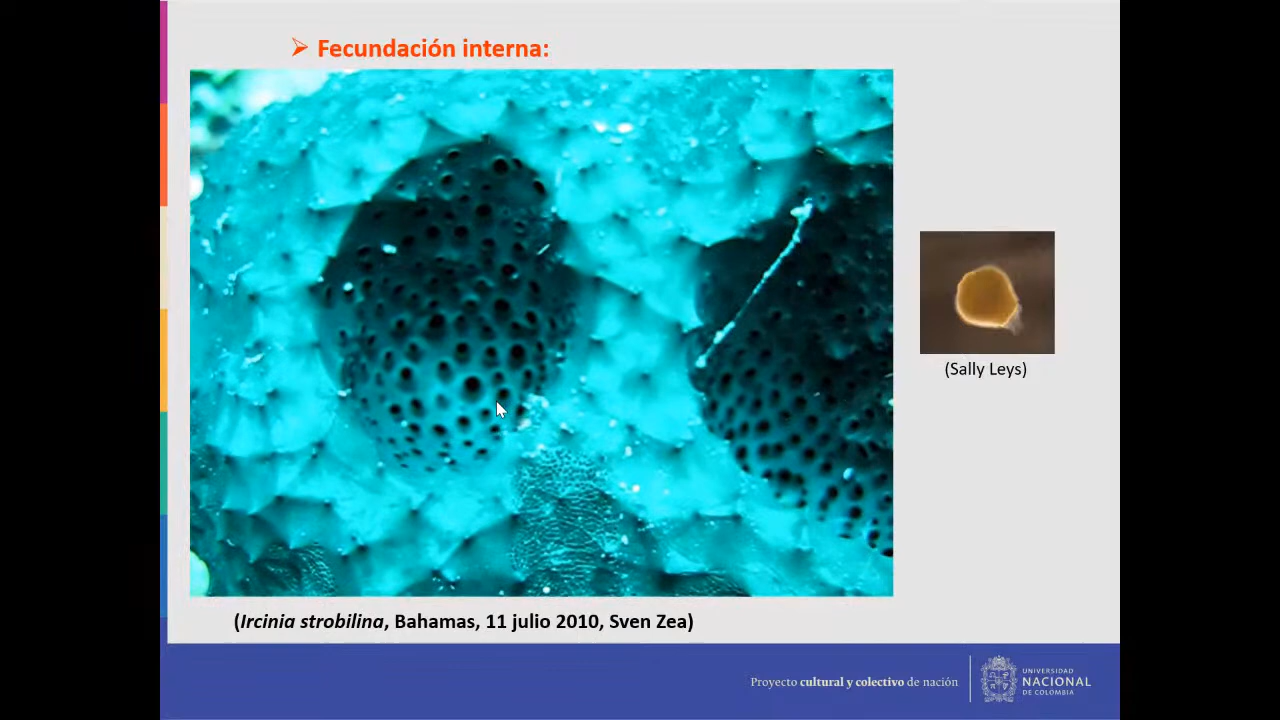 Fecundación interna:
(Sally Leys)
(Ircinia strobilina, Bahamas, 11 julio 2010, Sven Zea)
Proyecto cultural y colectivo de nación
UNIVERSIDAD
NACIONAL
DE COLOMBIA